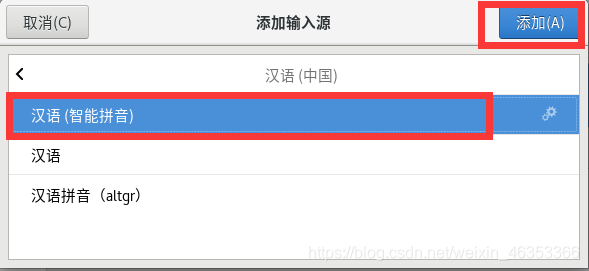 取消(C) 添加输入源 添加(A)
汉语 (中国)
汉语 (智能拼音)
汉语
汉语拼音（altgr）
https://blog.csdn.net/weixin_46353366